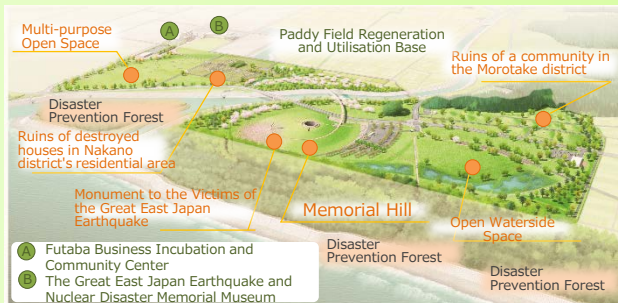 Multi-purpose
Open Space
A
B
Paddy Field Regeneration
and Utilisation Base
Ruins of a community in
the Morotake district
Disaster
Prevention Forest
Ruins of destroyed
houses in Nakano
district's residential area
Monument to the Victims of
the Great East Japan
Earthquake
Memorial Hill
Open Waterside
Space
Disaster
Prevention Forest
Disaster
Prevention Forest
A Futaba Business Incubation and
Community Center
B The Great East Japan Earthquake and
Nuclear Disaster Memorial Museum